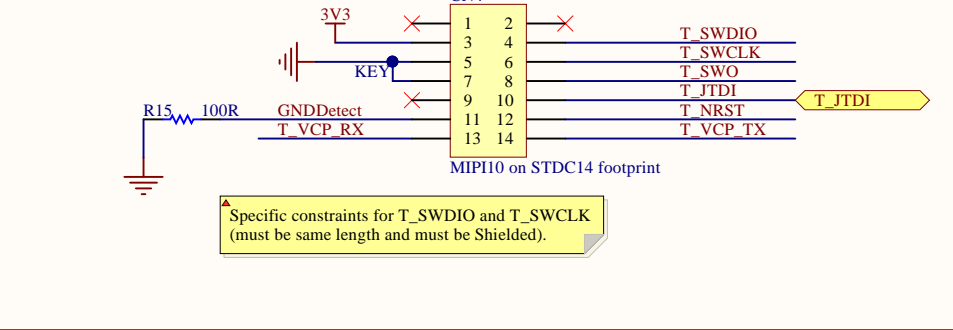 3V3
1 2
3 4 T_SWDIO
5 6 T_SWCLK
KEY 7 8 T_SWO
9 10 T_JTDI T_JTDI
R15 100R GNDDetect 11 12 T_NRST
T_VCP_RX 13 14 T_VCP_TX
MIPI10 on STDC14 footprint
Specific constraints for T_SWDIO and T_SWCLK
(must be same length and must be Shielded).